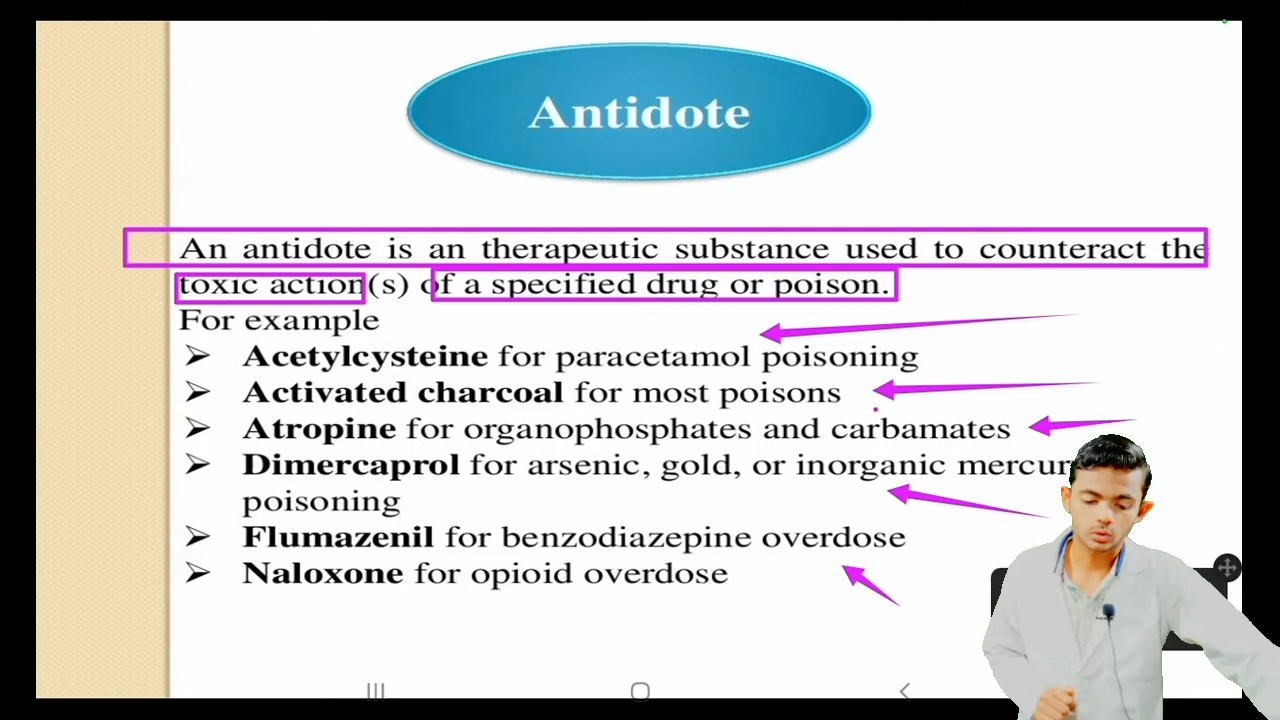 Antidote
An antidote is an therapeutic substance used to counteract the
toxic action(s) of a specified drug or poison.
For example
➢ Acetylcysteine for paracetamol poisoning
➢ Activated charcoal for most poisons
➢ Atropine for organophosphates and carbamates
➢ Dimercaprol for arsenic, gold, or inorganic
poisoning
➢ Flumazenil for benzodiazepine overdose
➢ Naloxone for opioid overdose